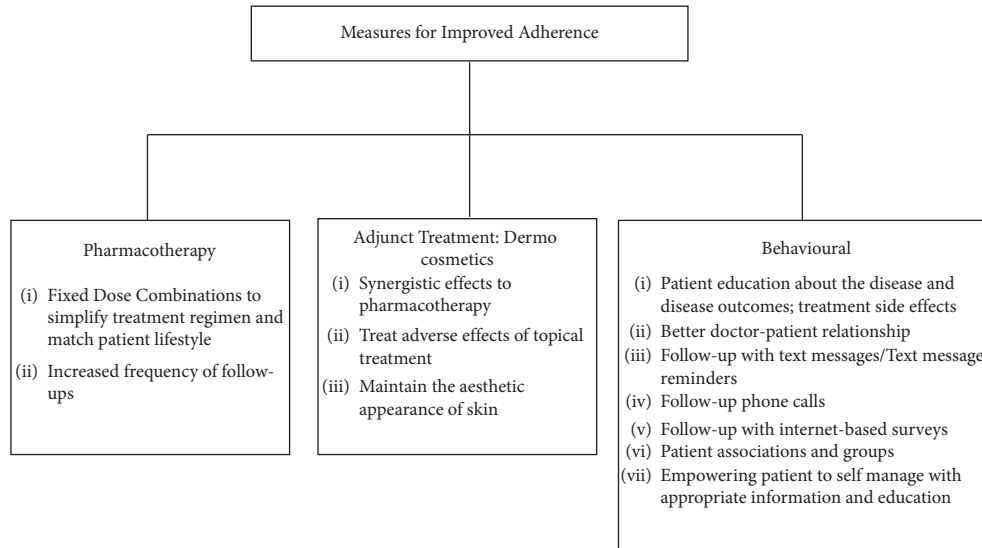 Measures for Improved Adherence
Pharmacotherapy
(i) Fixed Dose Combinations to
simplify treatment regimen and
match patient lifestyle
(ii) Increased frequency of follow-
ups
Adjunct Treatment: Dermo
cosmetics
(i) Synergistic effects to
pharmacotherapy
(ii) Treat adverse effects of topical
treatment
(iii) Maintain the aesthetic
appearance of skin
Behavioural
(i) Patient education about the disease and
disease outcomes; treatment side effects
(ii) Better doctor-patient relationship
(iii) Follow-up with text messages/Text message
reminders
(iv) Follow-up phone calls
(v) Follow-up with internet-based surveys
(vi) Patient associations and groups
(vii) Empowering patient to self manage with
appropriate information and education